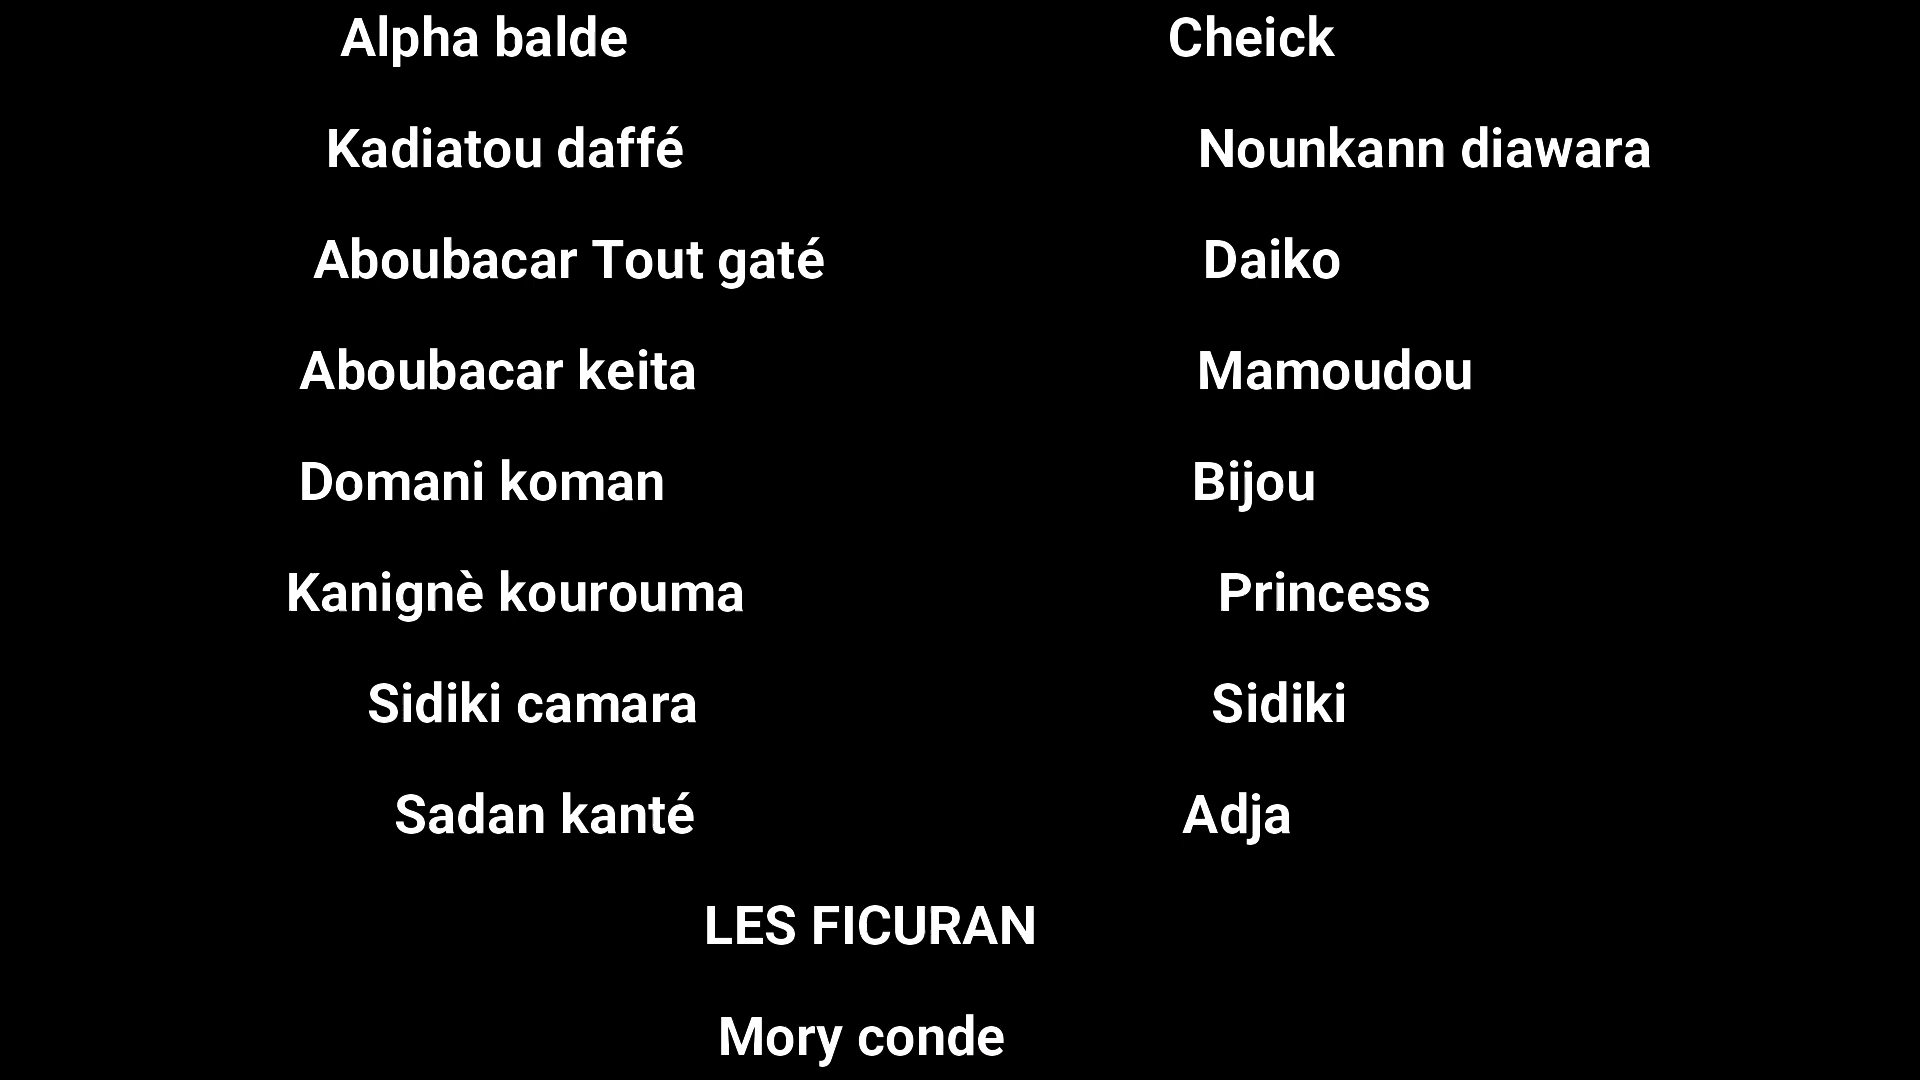 Alpha balde Cheick
Kadiatou daffé Nounkann diawara
Aboubacar Tout gaté Daiko
Aboubacar keita Mamoudou
Domani koman Bijou
Kanignè kourouma Princess
Sidiki camara Sidiki
Sadan kanté Adja
LES FICURAN
Mory conde